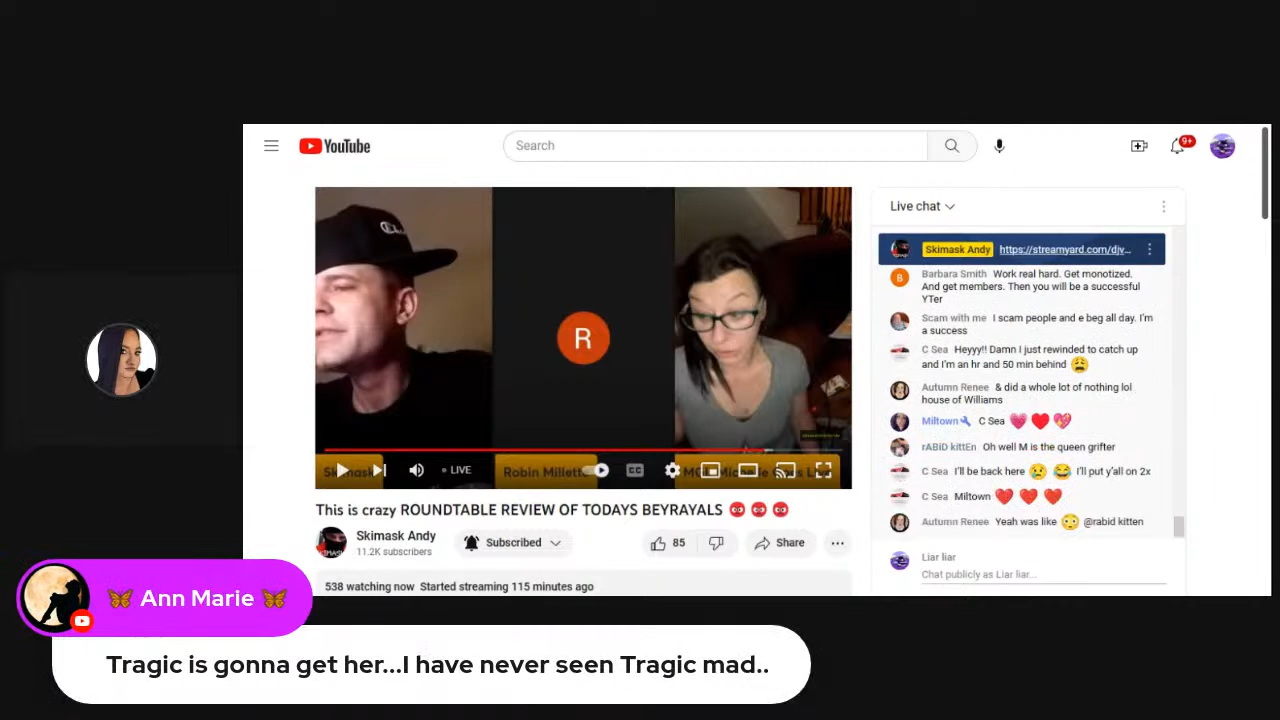 YouTube
Search
9+
Live chat
Skimask Andy https://streamyard.com/djv...
B
Barbara Smith Work real hard. Get monotized.
And get members. Then you will be a successful
YTer
Scam with me I scam people and e beg all day. I'm
a success
C Sea Heyyy!! Damn I just rewinded to catch up
and I'm an hr and 50 min behind 😩
Autumn Renee & did a whole lot of nothing lol
house of Williams
Miltown🔧 C Sea 💗 ❤️ 💖
rABiD kittEn Oh well M is the queen grifter
C Sea I'll be back here 😢 😂 I'll put y'all on 2x
C Sea Miltown ❤️ ❤️ ❤️
Autumn Renee Yeah was like 😳 @rabid kitten
Liar liar
Chat publicly as Liar liar...
R
LIVE
Robin Millette
CC
This is crazy ROUNDTABLE REVIEW OF TODAYS BEYRAYALS
Skimask Andy
11.2K subscribers
Subscribed
85
Share
538 watching now Started streaming 115 minutes ago
🦋 Ann Marie 🦋
Tragic is gonna get her...I have never seen Tragic mad..